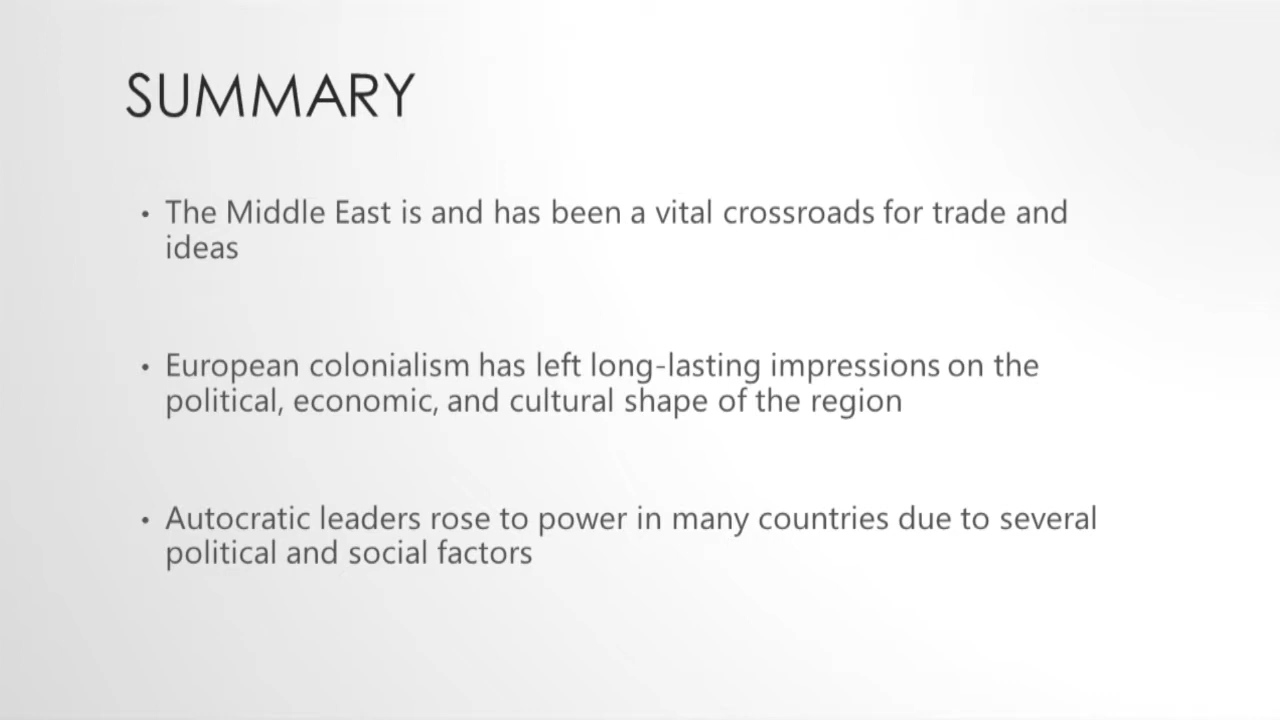 SUMMARY
• The Middle East is and has been a vital crossroads for trade and
ideas
• European colonialism has left long-lasting impressions on the
political, economic, and cultural shape of the region
• Autocratic leaders rose to power in many countries due to several
political and social factors